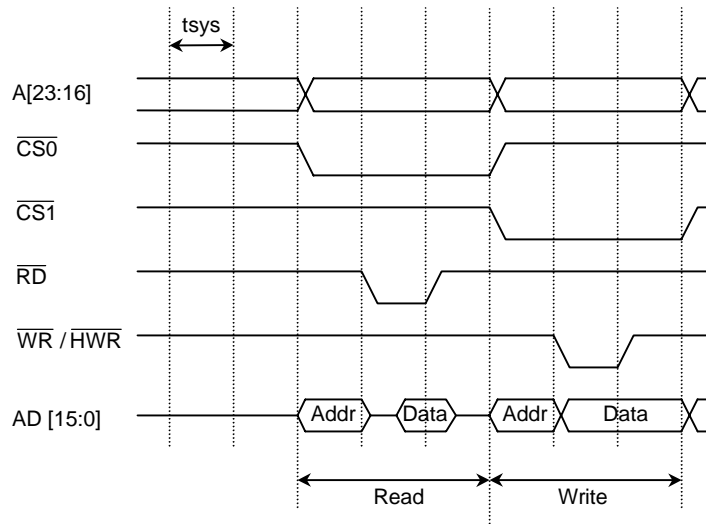 tsys
A[23:16]
CS0
CS1
RD
WR / HWR
AD [15:0]
Addr Data Addr Data
Read Write